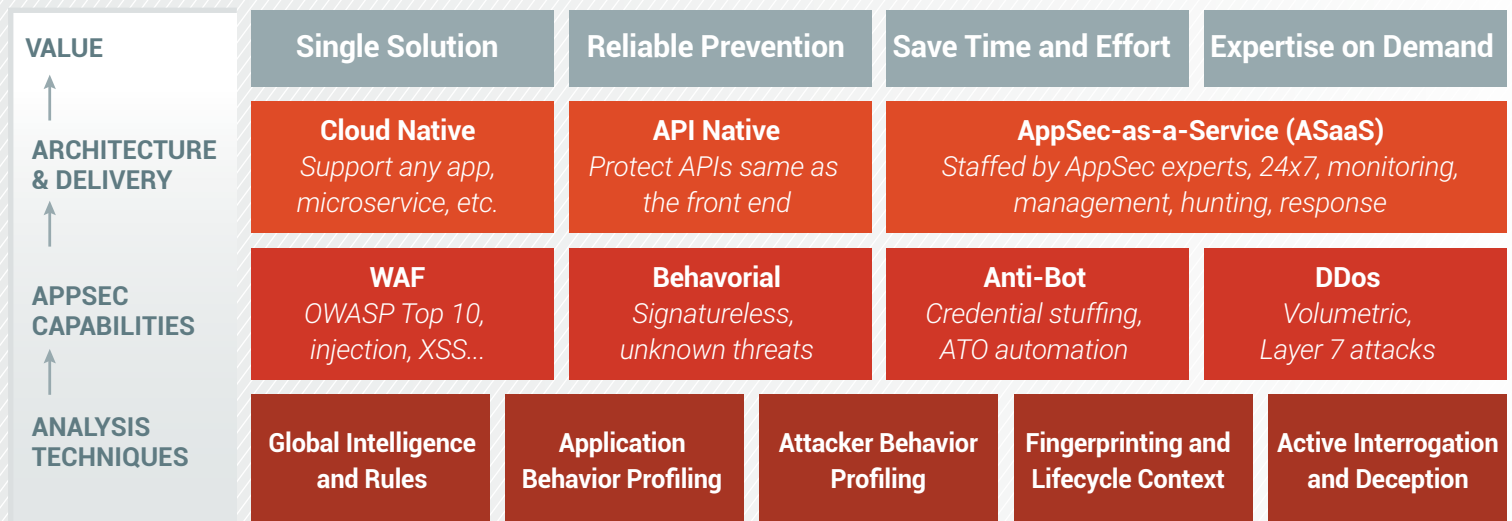 VALUE
Single Solution
Reliable Prevention
Save Time and Effort
Expertise on Demand
ARCHITECTURE
& DELIVERY
Cloud Native
Support any app,
microservice, etc.
API Native
Protect APIs same as
the front end
AppSec-as-a-Service (ASaaS)
Staffed by AppSec experts, 24x7, monitoring,
management, hunting, response
APPSEC
CAPABILITIES
WAF
OWASP Top 10,
injection, XSS...
Behavorial
Signatureless,
unknown threats
Anti-Bot
Credential stuffing,
ATO automation
DDos
Volumetric,
Layer 7 attacks
ANALYSIS
TECHNIQUES
Global Intelligence
and Rules
Application
Behavior Profiling
Attacker Behavior
Profiling
Fingerprinting and
Lifecycle Context
Active Interrogation
and Deception